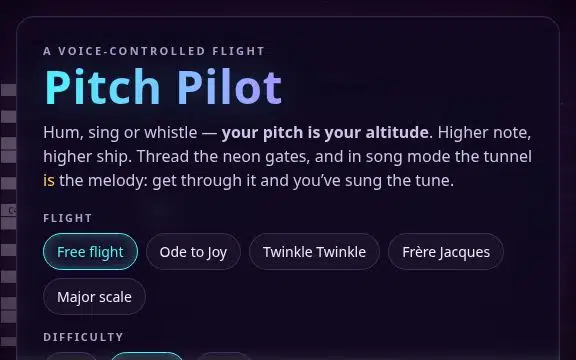 A VOICE-CONTROLLED FLIGHT
Pitch Pilot
Hum, sing or whistle — your pitch is your altitude. Higher note,
higher ship. Thread the neon gates, and in song mode the tunnel
is the melody: get through it and you’ve sung the tune.
FLIGHT
Free flight Ode to Joy Twinkle Twinkle Frère Jacques
Major scale
DIFFICULTY